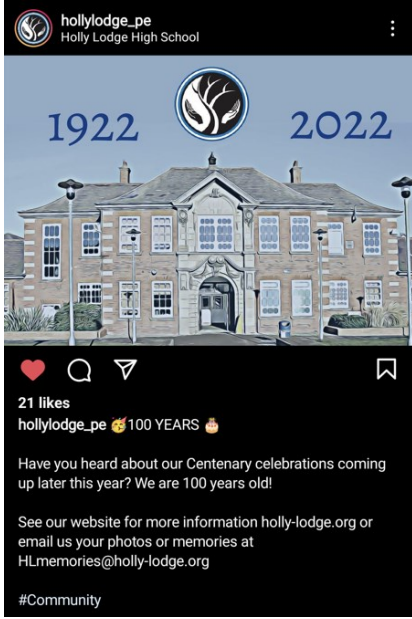 hollylodge_pe
Holly Lodge High School
1922
2022
21 likes
hollylodge_pe 🥳100 YEARS 🎂
Have you heard about our Centenary celebrations coming
up later this year? We are 100 years old!
See our website for more information holly-lodge.org or
email us your photos or memories at
HLmemories@holly-lodge.org
#Community